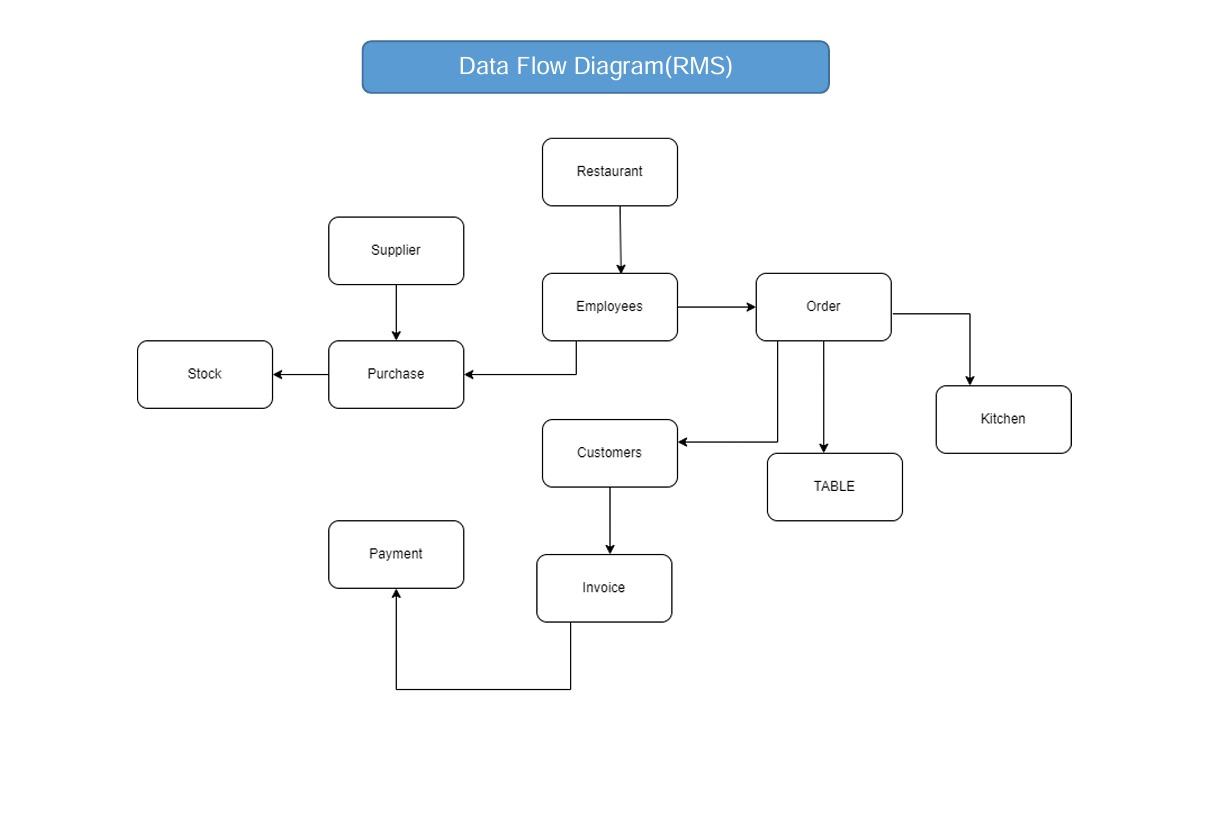 Data Flow Diagram(RMS)
Restaurant
Supplier
Employees
Order
Stock
Purchase
Kitchen
Customers
TABLE
Payment
Invoice